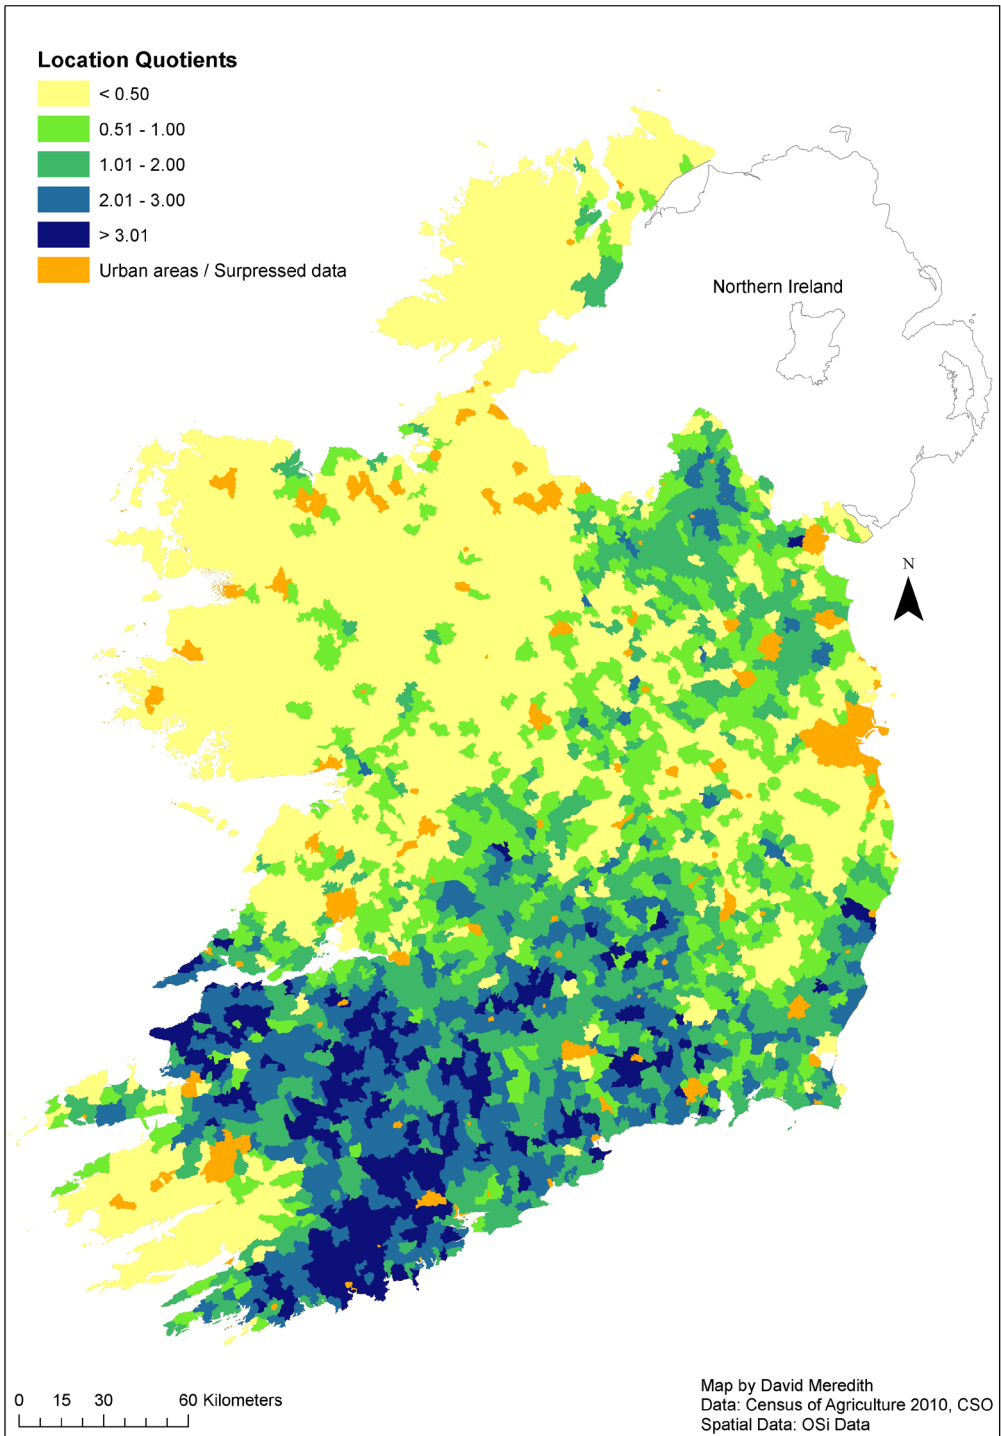 Location Quotients
< 0.50
0.51 - 1.00
1.01 - 2.00
2.01 - 3.00
> 3.01
Urban areas / Surpressed data
Northern Ireland
N
0 15 30 60 Kilometers
Map by David Meredith
Data: Census of Agriculture 2010, CSO
Spatial Data: OSi Data